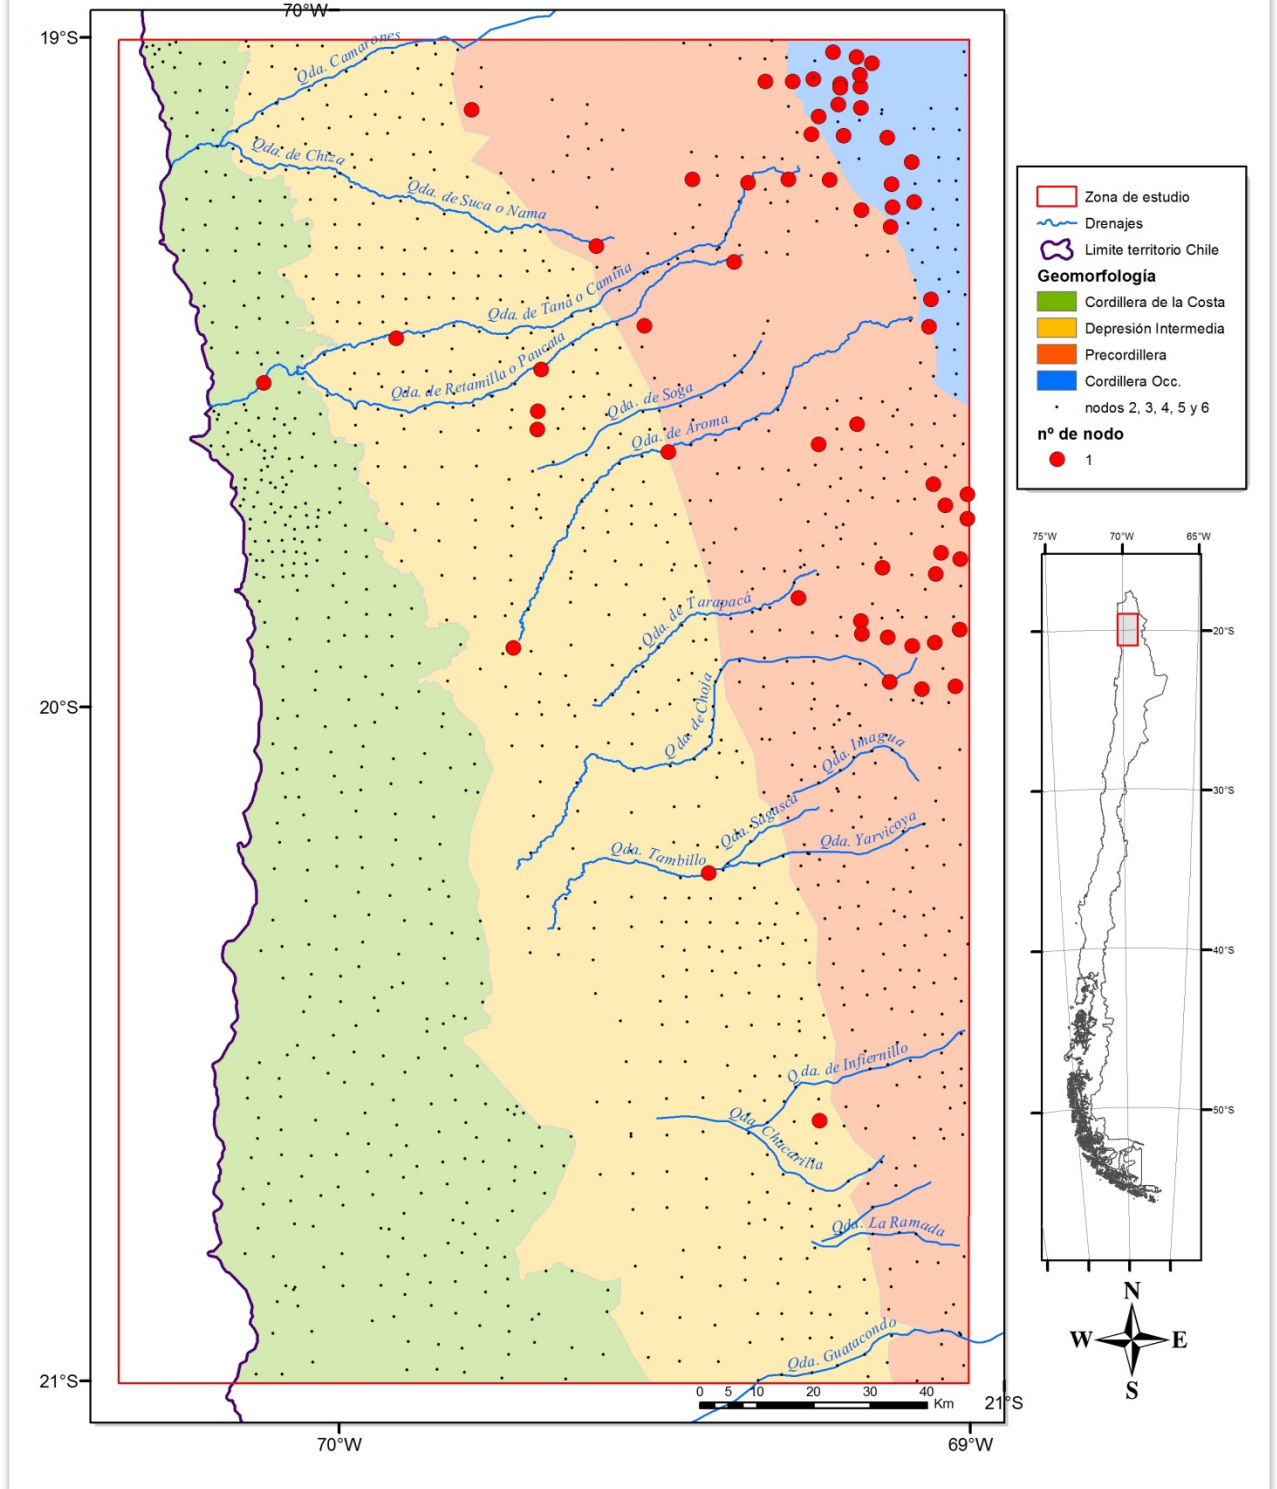 70°W
19°S
Qda. Camarones
Qda. de Chiza
Qda. de Suca o Nama
Qda. de Tana o Camiña
Qda. de Retamilla o Paucata
Qda. de Soga
Qda. de Aroma
Qda. de Tarapacá
20°S
Qda. de Choja
Qda. Imagua
Qda. Sagasca
Qda. Yarvicoya
Qda. Tambillo
Qda. de Infiernillo
Qda. Chacarilla
Qda. La Ramada
Qda. Guatacondo
21°S
0 5 10 20 30 40
Km
21°S
70°W
69°W
Zona de estudio
Drenajes
Limite territorio Chile
Geomorfología
Cordillera de la Costa
Depresión Intermedia
Precordillera
Cordillera Occ.
nodos 2, 3, 4, 5 y 6
nº de nodo
1
75°W 70°W 65°W
20°S
30°S
40°S
50°S
N
W E
S